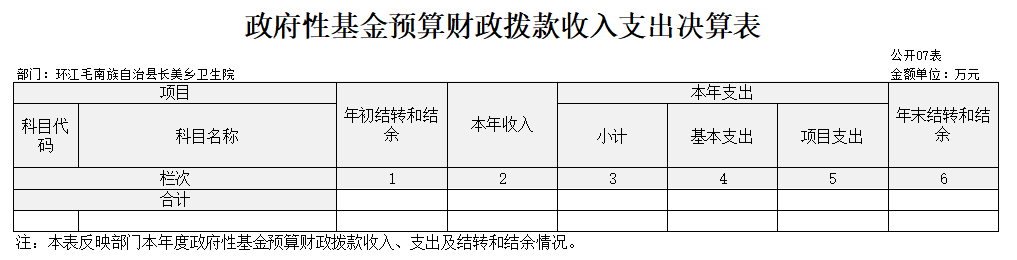 政府性基金预算财政拨款收入支出决算表
公开07表
部门：环江毛南族自治县长美乡卫生院
金额单位：万元
项目
年初结转和结余
本年收入
本年支出
年末结转和结余
科目代码
科目名称
小计
基本支出
项目支出
栏次
1
2
3
4
5
6
合计
注：本表反映部门本年度政府性基金预算财政拨款收入、支出及结转和结余情况。